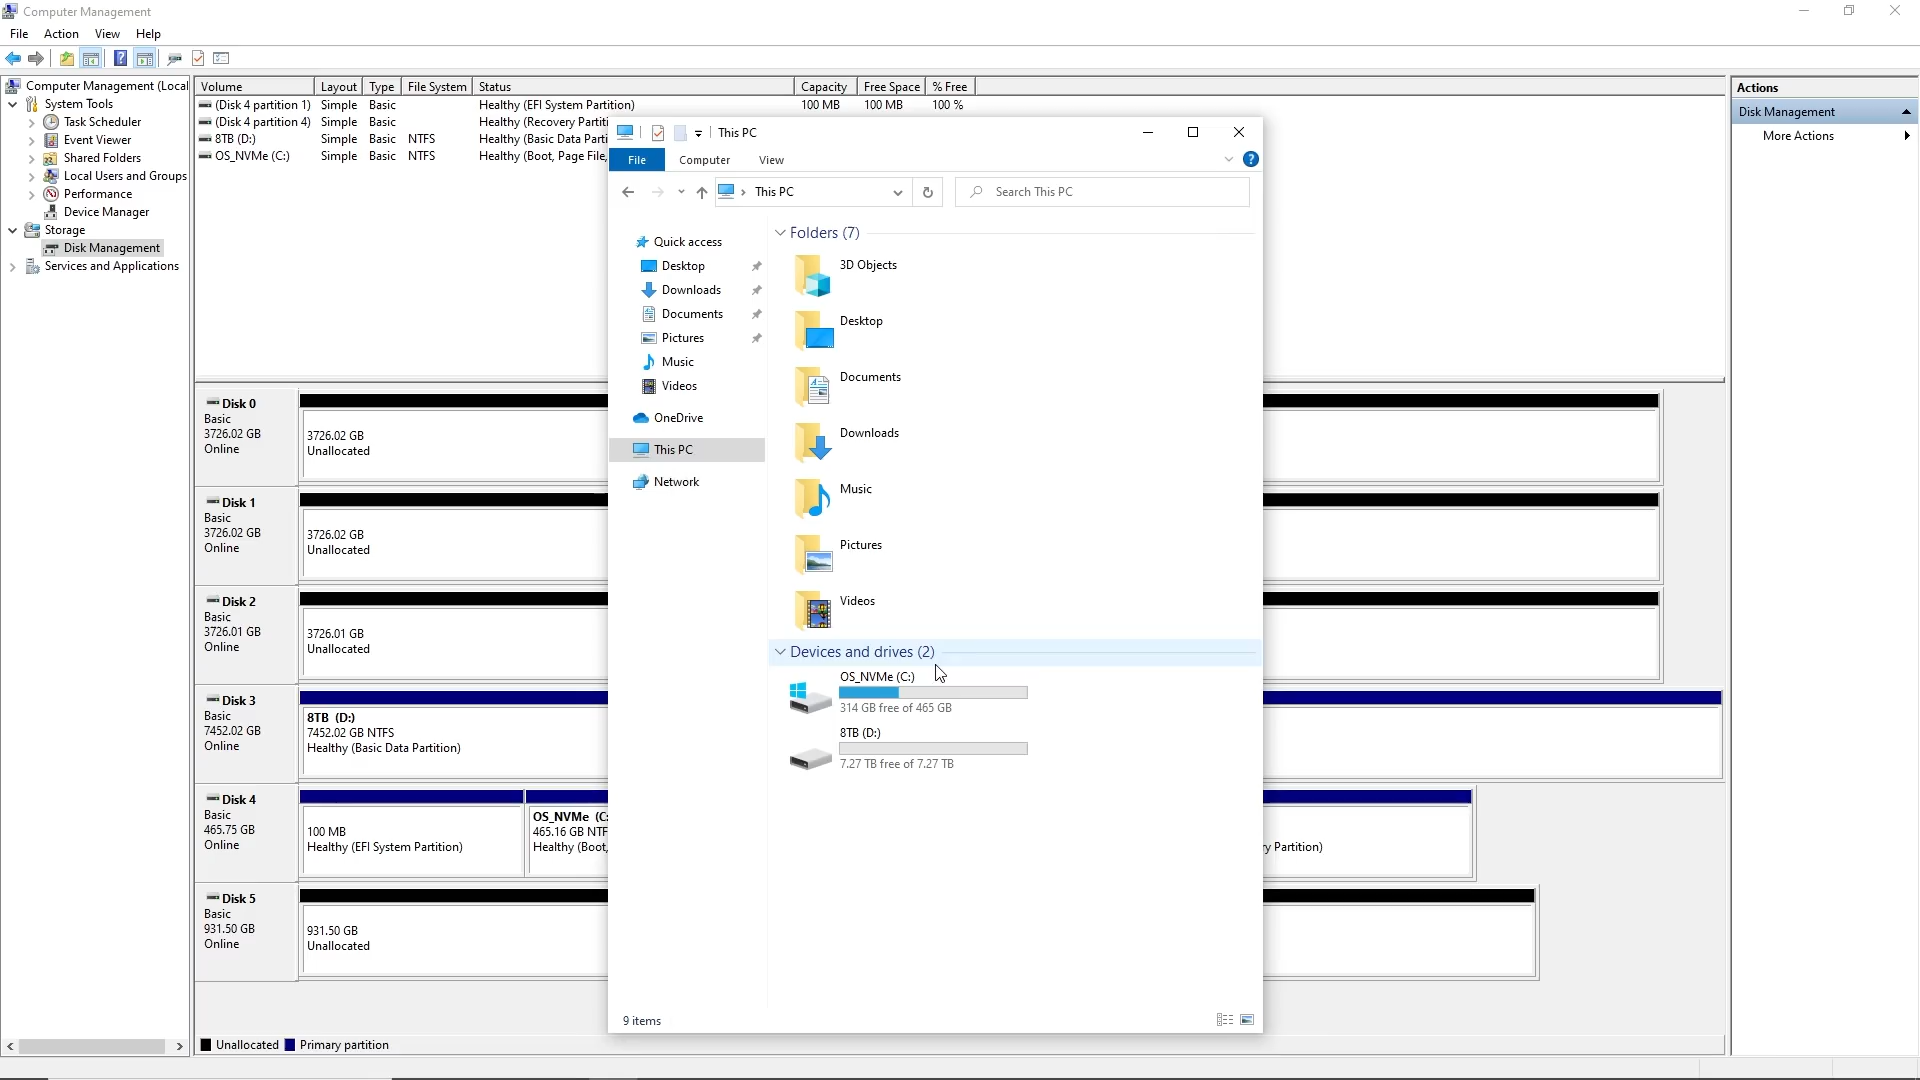 Computer Management
File Action View Help
Computer Management (Local
System Tools
Task Scheduler
Event Viewer
Shared Folders
Local Users and Groups
Performance
Device Manager
Storage
Disk Management
Services and Applications
Volume Layout Type File System Status Capacity Free Space % Free
(Disk 4 partition 1) Simple Basic Healthy (EFI System Partition) 100 MB 100 MB 100 %
(Disk 4 partition 4) Simple Basic Healthy (Recovery Partiti
8TB (D:) Simple Basic NTFS Healthy (Basic Data Parti
OS_NVMe (C:) Simple Basic NTFS Healthy (Boot, Page File,
Disk 0
Basic
3726.02 GB
Online
3726.02 GB
Unallocated
Disk 1
Basic
3726.02 GB
Online
3726.02 GB
Unallocated
Disk 2
Basic
3726.01 GB
Online
3726.01 GB
Unallocated
Disk 3
Basic
7452.02 GB
Online
8TB (D:)
7452.02 GB NTFS
Healthy (Basic Data Partition)
Disk 4
Basic
465.75 GB
Online
100 MB
Healthy (EFI System Partition)
OS_NVMe (C:
465.16 GB NTF
Healthy (Boot,
ry Partition)
Disk 5
Basic
931.50 GB
Online
931.50 GB
Unallocated
Unallocated Primary partition
This PC
File Computer View
This PC
Search This PC
Quick access
Desktop
Downloads
Documents
Pictures
Music
Videos
OneDrive
This PC
Network
Folders (7)
3D Objects
Desktop
Documents
Downloads
Music
Pictures
Videos
Devices and drives (2)
OS_NVMe (C:)
314 GB free of 465 GB
8TB (D:)
7.27 TB free of 7.27 TB
9 items
Actions
Disk Management
More Actions